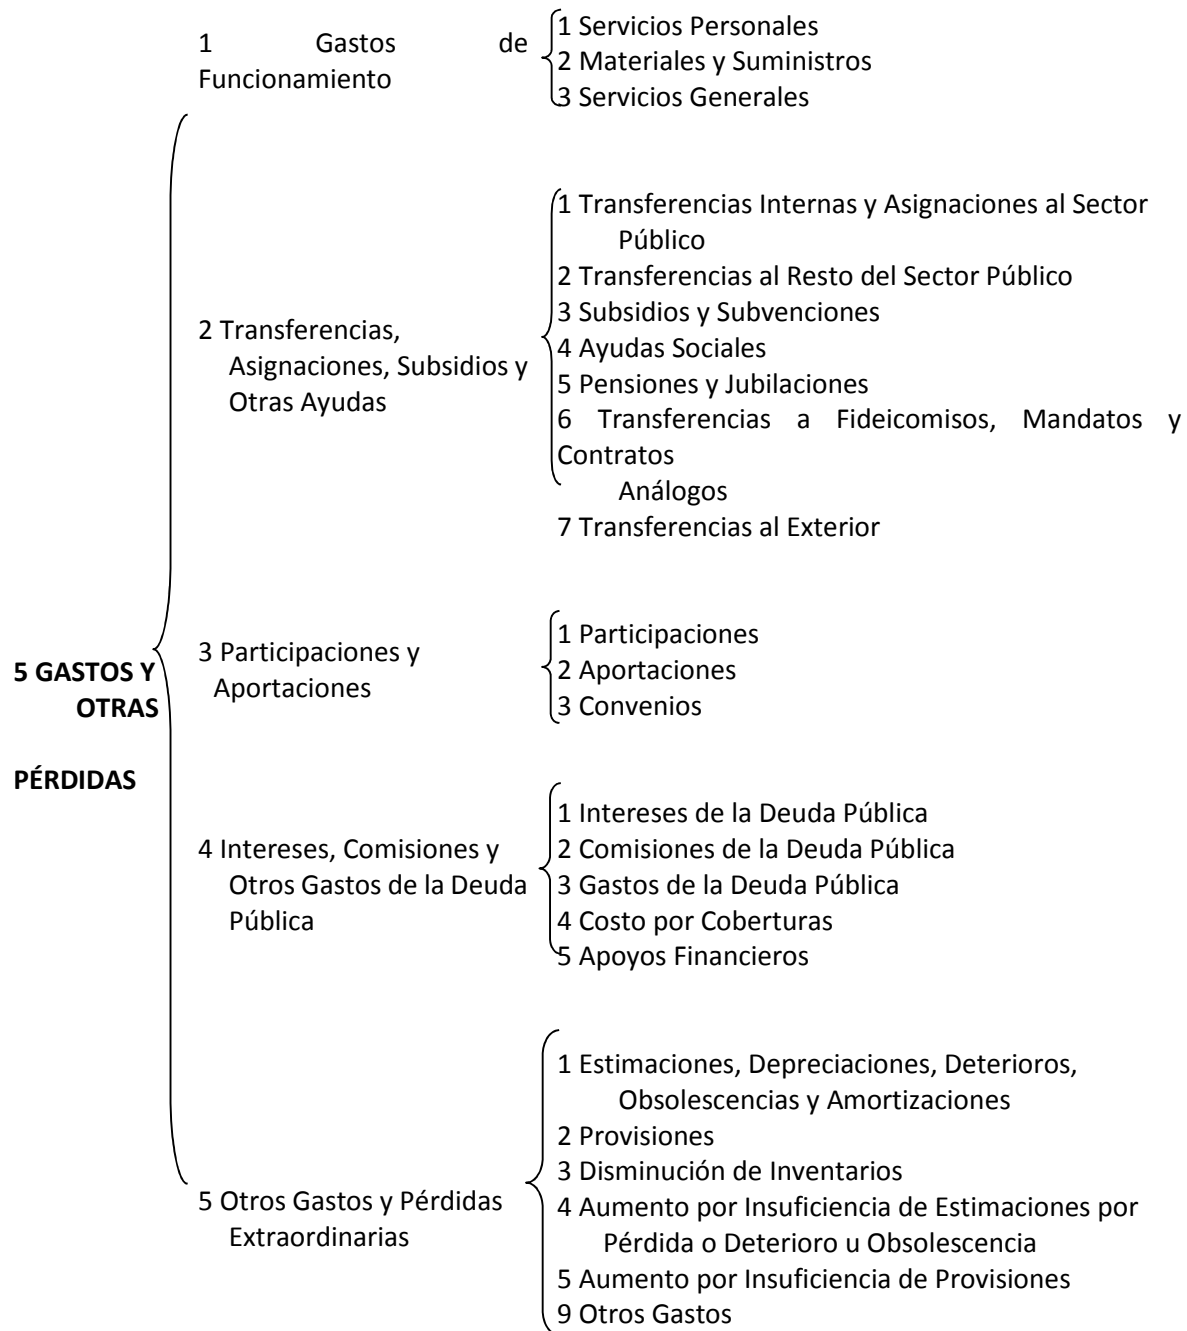 1 Gastos de
Funcionamiento
1 Servicios Personales
2 Materiales y Suministros
3 Servicios Generales
2 Transferencias,
Asignaciones, Subsidios y
Otras Ayudas
1 Transferencias Internas y Asignaciones al Sector
Público
2 Transferencias al Resto del Sector Público
3 Subsidios y Subvenciones
4 Ayudas Sociales
5 Pensiones y Jubilaciones
6 Transferencias a Fideicomisos, Mandatos y
Contratos
Análogos
7 Transferencias al Exterior
5 GASTOS Y
OTRAS
PÉRDIDAS
3 Participaciones y
Aportaciones
1 Participaciones
2 Aportaciones
3 Convenios
4 Intereses, Comisiones y
Otros Gastos de la Deuda
Pública
1 Intereses de la Deuda Pública
2 Comisiones de la Deuda Pública
3 Gastos de la Deuda Pública
4 Costo por Coberturas
5 Apoyos Financieros
5 Otros Gastos y Pérdidas
Extraordinarias
1 Estimaciones, Depreciaciones, Deterioros,
Obsolescencias y Amortizaciones
2 Provisiones
3 Disminución de Inventarios
4 Aumento por Insuficiencia de Estimaciones por
Pérdida o Deterioro u Obsolescencia
5 Aumento por Insuficiencia de Provisiones
9 Otros Gastos